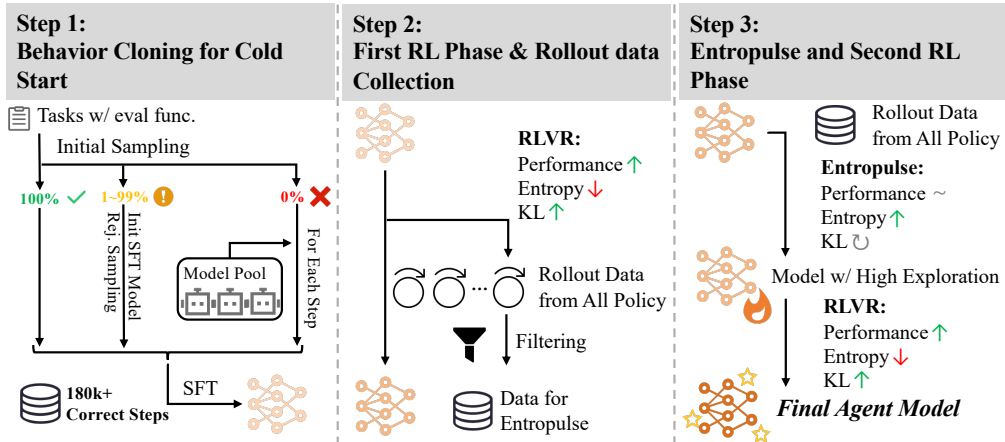 Step 1:
Behavior Cloning for Cold
Start
Tasks w/ eval func.
Initial Sampling
100%
1~99%
0%
Init SFT Model
Rej. Sampling
Model Pool
For Each Step
180k+
Correct Steps
SFT
Step 2:
First RL Phase & Rollout data
Collection
RLVR:
Performance ↑
Entropy ↓
KL ↑
...
Rollout Data
from All Policy
Filtering
Data for
Entropulse
Step 3:
Entropulse and Second RL
Phase
Rollout Data
from All Policy
Entropulse:
Performance ~
Entropy ↑
KL ↻
Model w/ High Exploration
RLVR:
Performance ↑
Entropy ↓
KL ↑
Final Agent Model